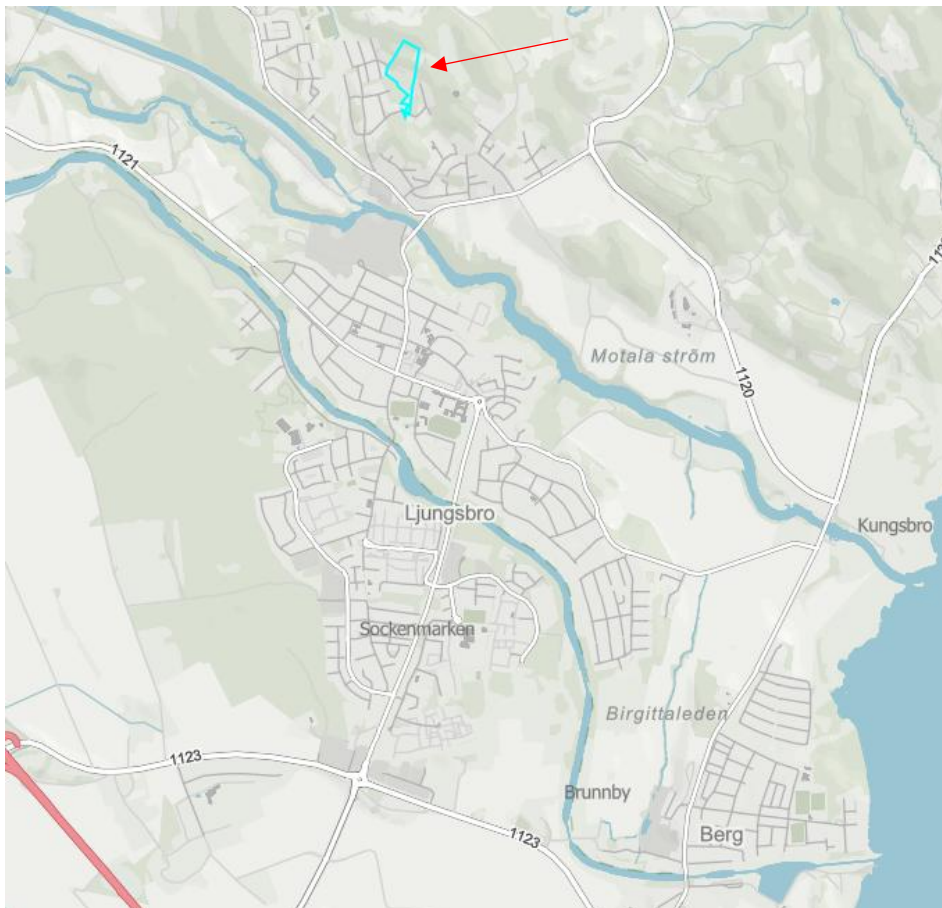 1121
Motala ström
1120
Ljungsbro
Kungsbro
Sockenmarken
Birgittaleden
1123
Brunnby
Berg
1123